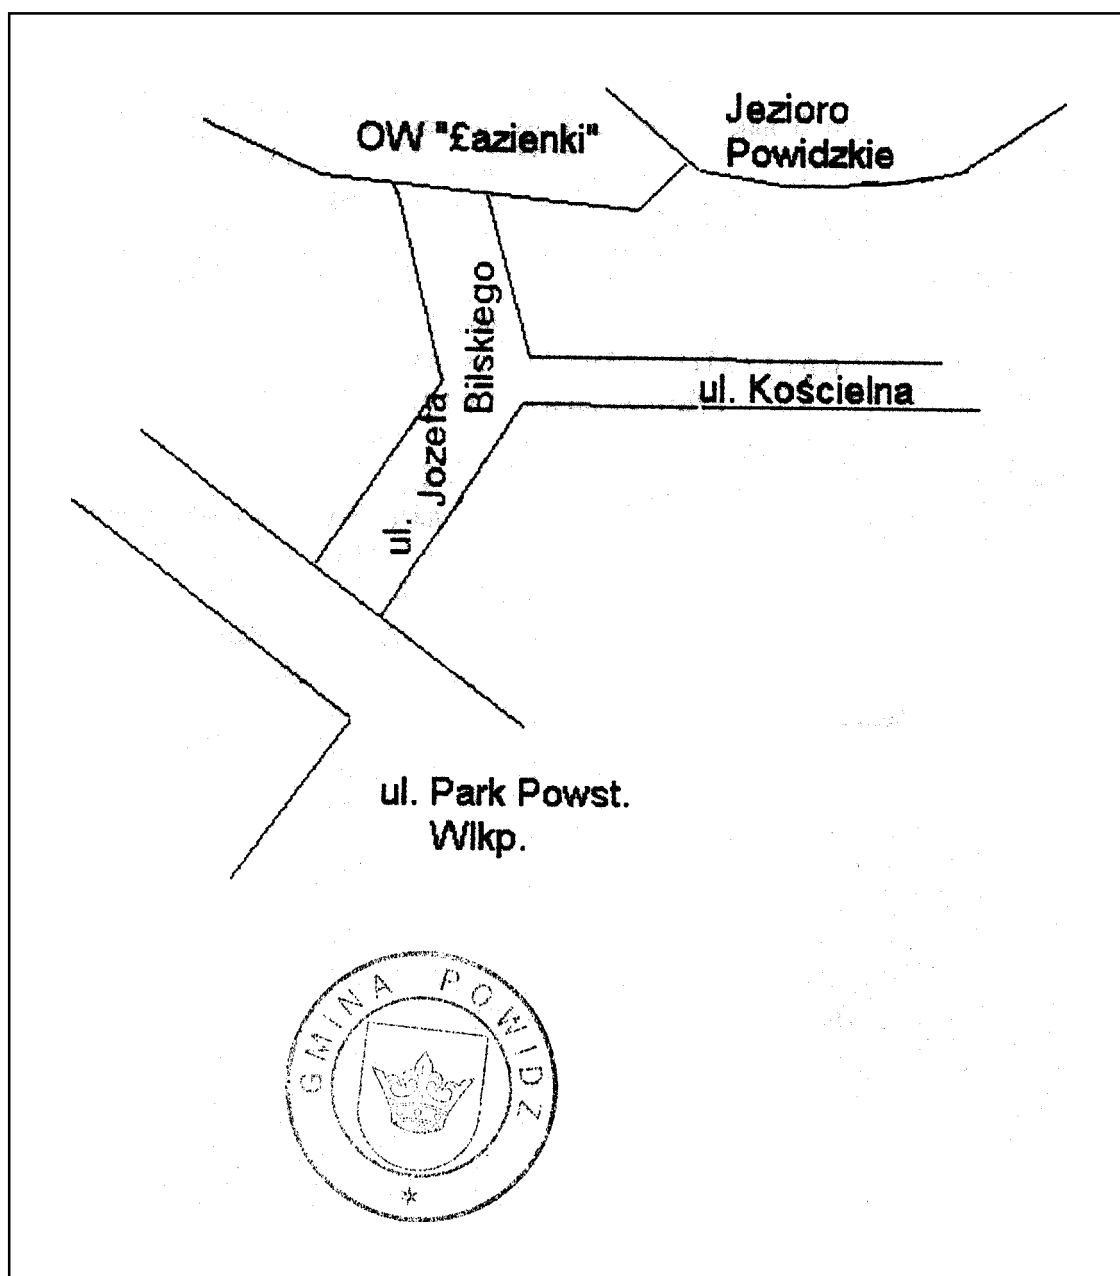 OW "£azienki"
Jezioro
Powidzkie
ul. Jozefa
Bilskiego
ul. Kościelna
ul. Park Powst.
Wlkp.
GMINA POWIDZ